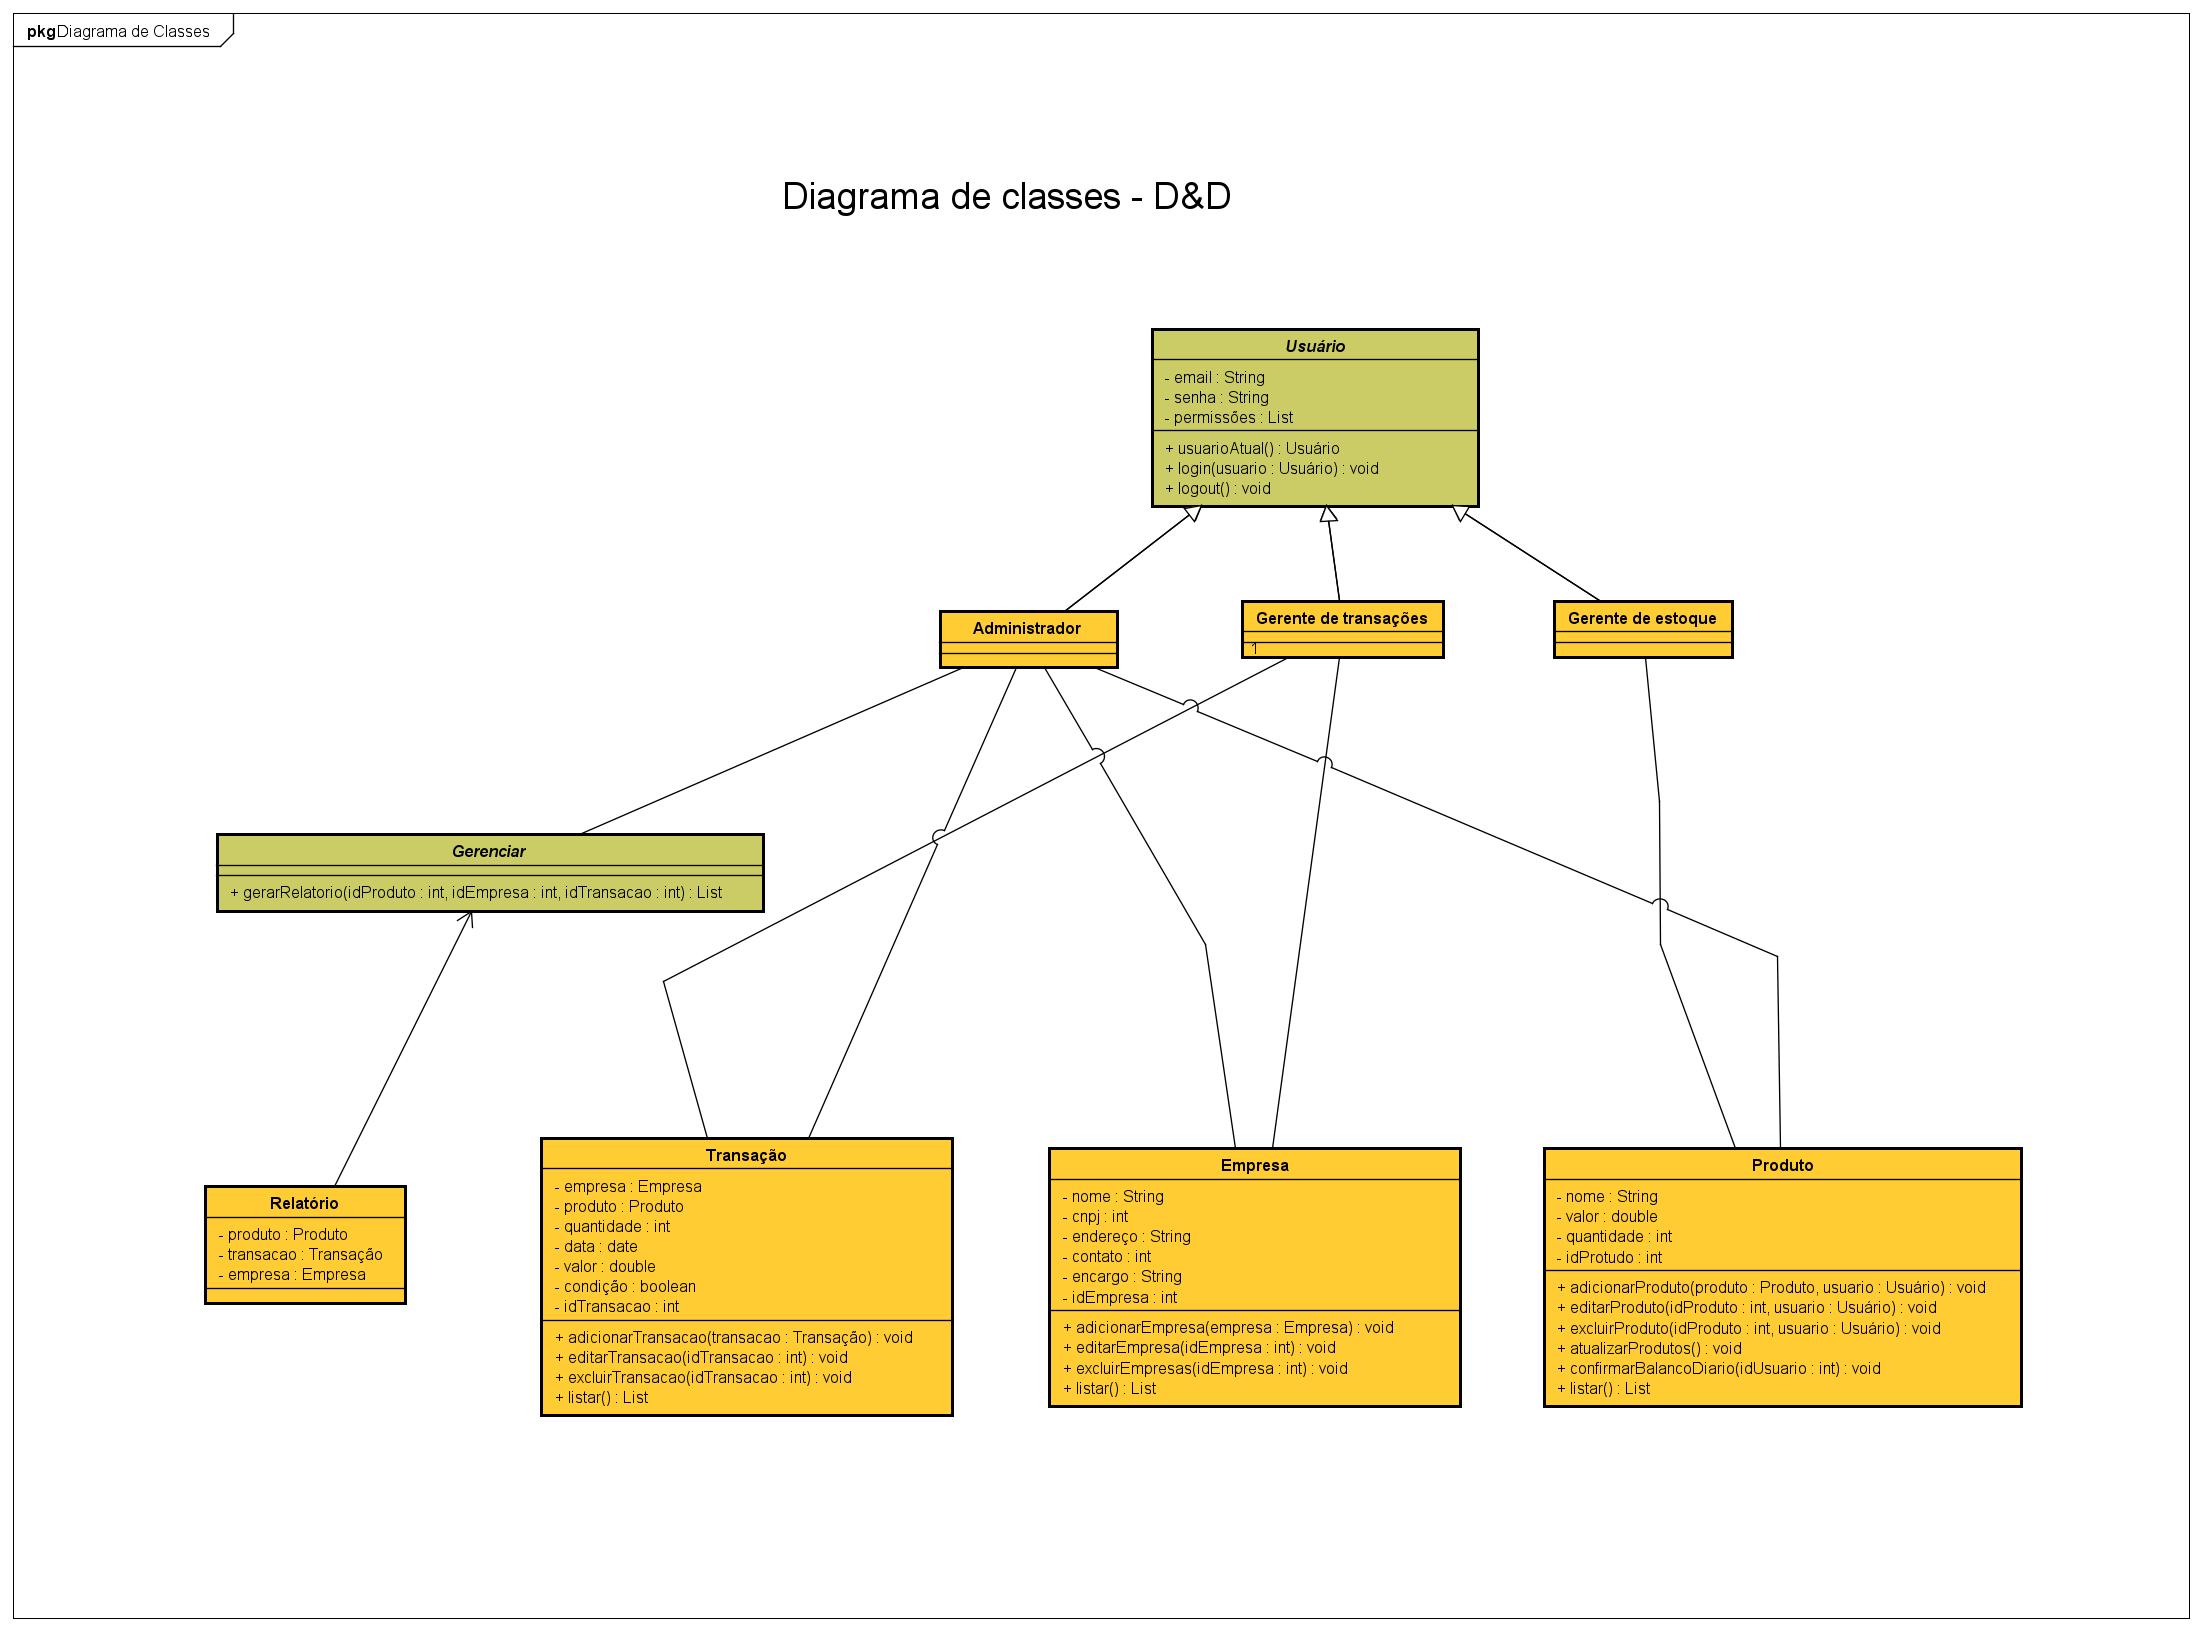 pkg Diagrama de Classes
Diagrama de classes - D&D
Usuário
- email : String
- senha : String
- permissões : List
+ usuarioAtual() : Usuário
+ login(usuario : Usuário) : void
+ logout() : void
Administrador
Gerente de transações
1
Gerente de estoque
Gerenciar
+ gerarRelatorio(idProduto : int, idEmpresa : int, idTransacao : int) : List
Relatório
- produto : Produto
- transacao : Transação
- empresa : Empresa
Transação
- empresa : Empresa
- produto : Produto
- quantidade : int
- data : date
- valor : double
- condição : boolean
- idTransacao : int
+ adicionarTransacao(transacao : Transação) : void
+ editarTransacao(idTransacao : int) : void
+ excluirTransacao(idTransacao : int) : void
+ listar() : List
Empresa
- nome : String
- cnpj : int
- endereço : String
- contato : int
- encargo : String
- idEmpresa : int
+ adicionarEmpresa(empresa : Empresa) : void
+ editarEmpresa(idEmpresa : int) : void
+ excluirEmpresas(idEmpresa : int) : void
+ listar() : List
Produto
- nome : String
- valor : double
- quantidade : int
- idProtudo : int
+ adicionarProduto(produto : Produto, usuario : Usuário) : void
+ editarProduto(idProduto : int, usuario : Usuário) : void
+ excluirProduto(idProduto : int, usuario : Usuário) : void
+ atualizarProdutos() : void
+ confirmarBalancoDiario(idUsuario : int) : void
+ listar() : List